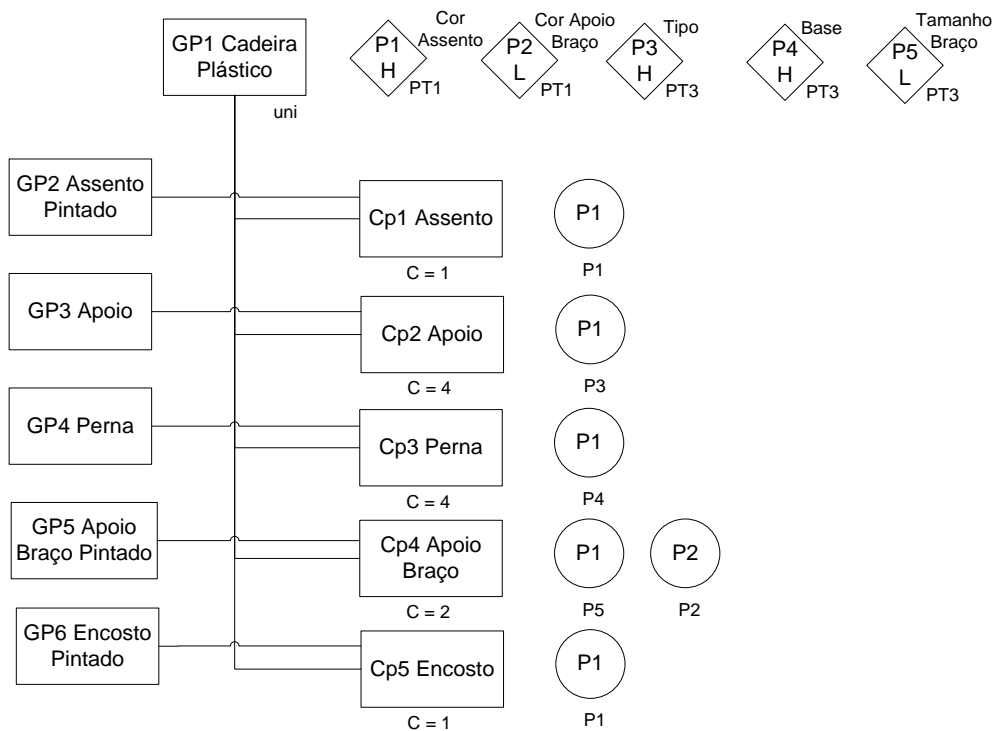 GP1 Cadeira
Plástico
uni
P1
H
Cor
Assento
PT1
P2
L
Cor Apoio
Braço
PT1
P3
H
Tipo
PT3
P4
H
Base
PT3
P5
L
Tamanho
Braço
PT3
GP2 Assento
Pintado
Cp1 Assento
C = 1
P1
P1
GP3 Apoio
Cp2 Apoio
C = 4
P1
P3
GP4 Perna
Cp3 Perna
C = 4
P1
P4
GP5 Apoio
Braço Pintado
Cp4 Apoio
Braço
C = 2
P1
P5
P2
P2
GP6 Encosto
Pintado
Cp5 Encosto
C = 1
P1
P1